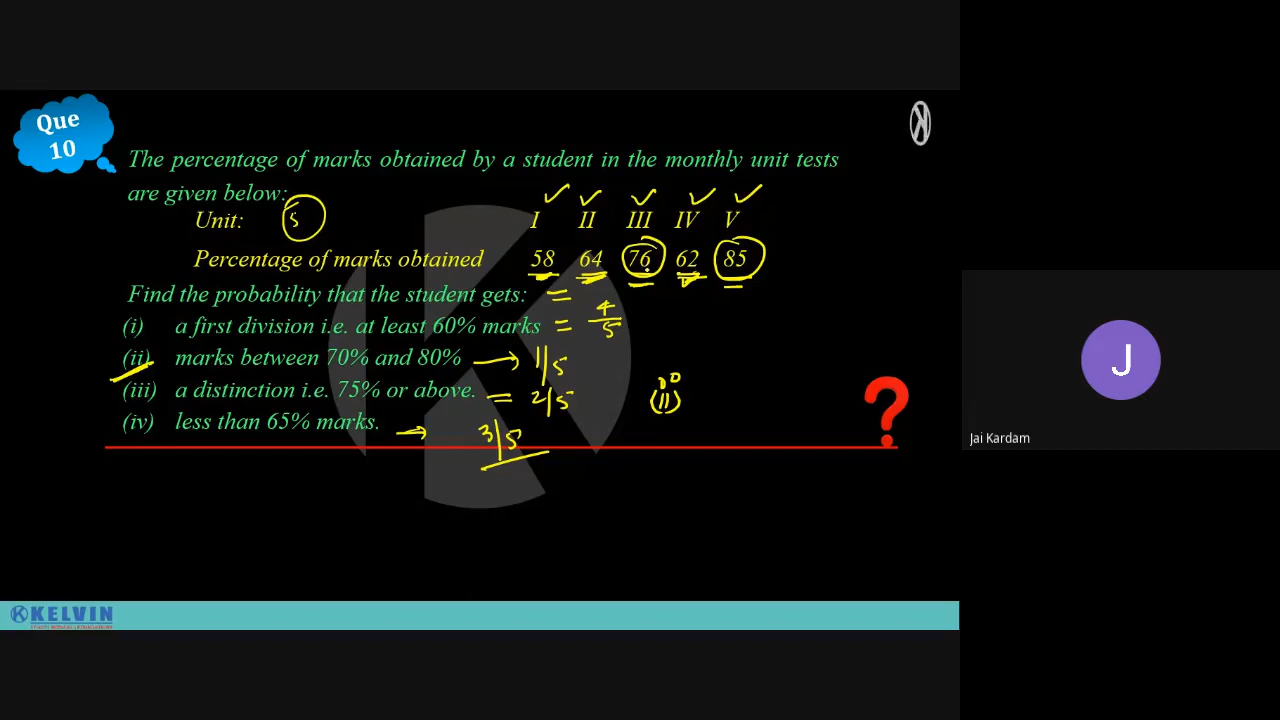 Que
10
The percentage of marks obtained by a student in the monthly unit tests
are given below:
Unit: 5 I II III IV V
Percentage of marks obtained 58 64 76 62 85
Find the probability that the student gets: =
(i) a first division i.e. at least 60% marks = 4/5
(ii) marks between 70% and 80% → 1/5
(iii) a distinction i.e. 75% or above. = 2/5
(iv) less than 65% marks. → 3/5
?
J
Jai Kardam
KELVIN